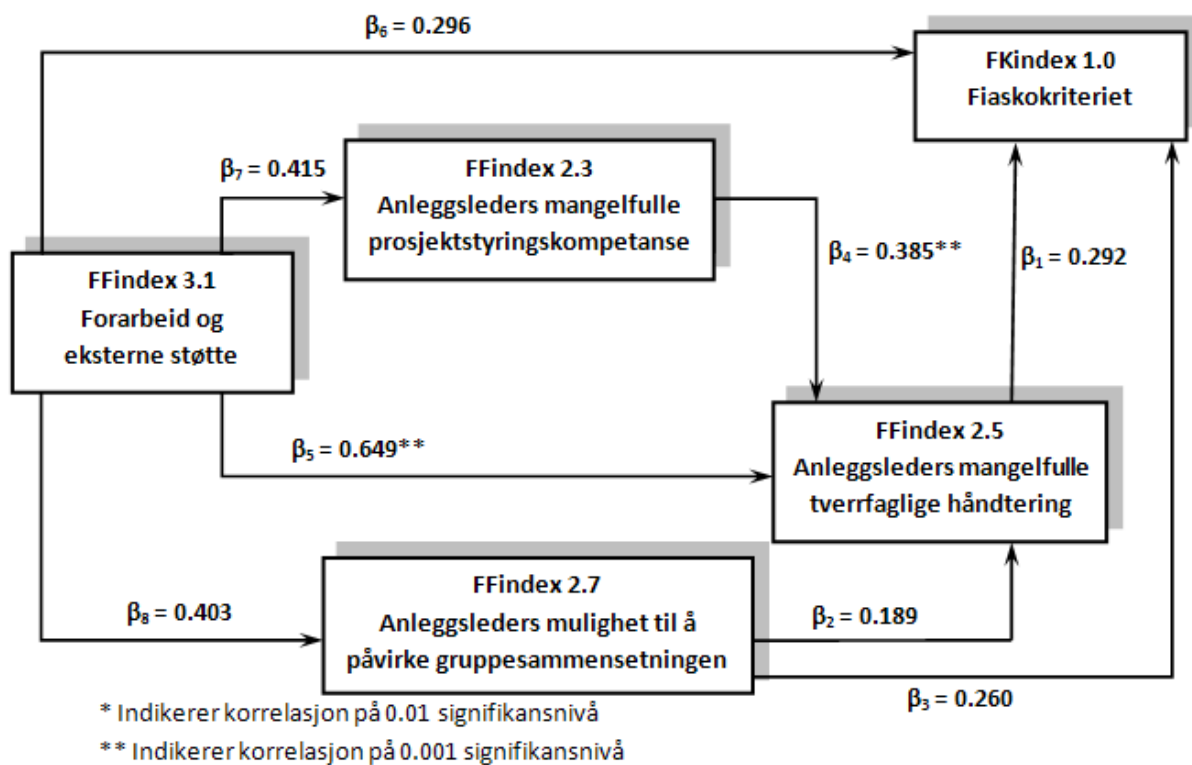 β₆ = 0.296
FKindex 1.0
Fiaskokriteriet
β₇ = 0.415
FFindex 2.3
Anleggsleders mangelfulle
prosjektstyringskompetanse
β₄ = 0.385**
β₁ = 0.292
FFindex 3.1
Forarbeid og
eksterne støtte
β₅ = 0.649**
FFindex 2.5
Anleggsleders mangelfulle
tverrfaglige håndtering
β₈ = 0.403
FFindex 2.7
Anleggsleders mulighet til å
påvirke gruppesammensetningen
β₂ = 0.189
β₃ = 0.260
* Indikerer korrelasjon på 0.01 signifikansnivå
** Indikerer korrelasjon på 0.001 signifikansnivå